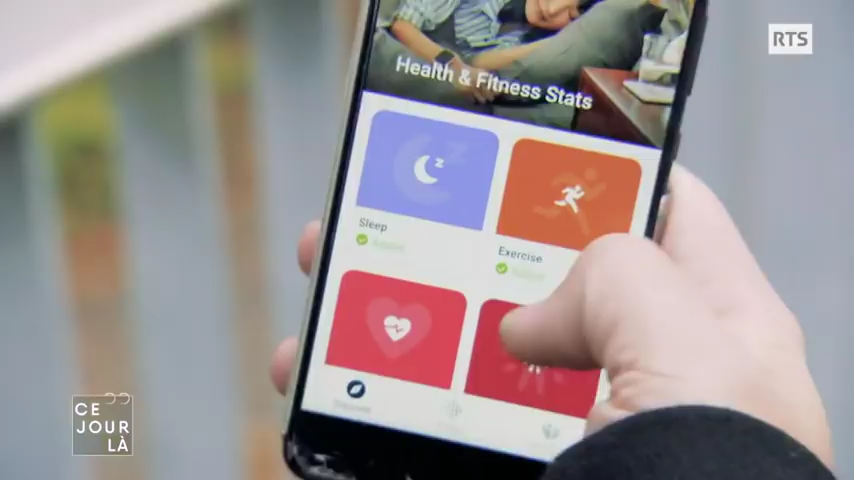 RTS
Health & Fitness Stats
z
Sleep
Exercise
CE
JOUR
LÀ